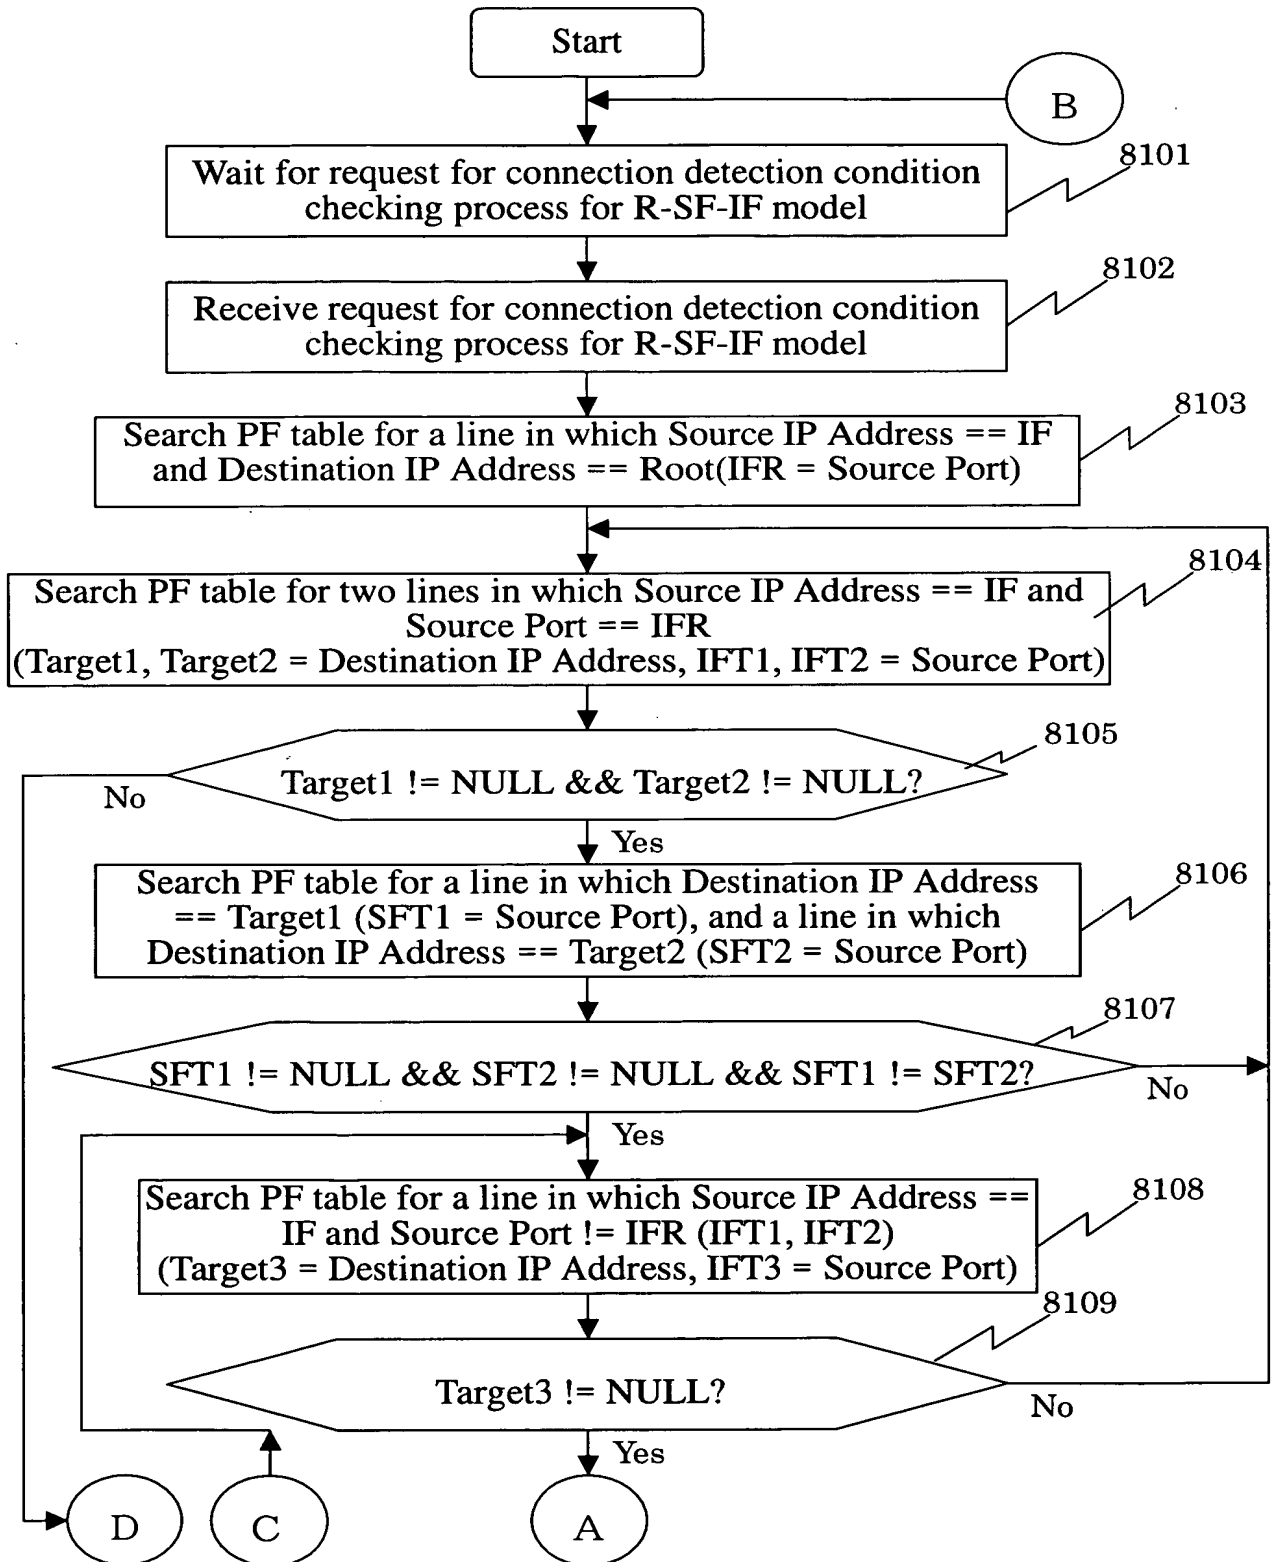 Start
B
8101
Wait for request for connection detection condition
checking process for R-SF-IF model
8102
Receive request for connection detection condition
checking process for R-SF-IF model
8103
Search PF table for a line in which Source IP Address == IF
and Destination IP Address == Root(IFR = Source Port)
8104
Search PF table for two lines in which Source IP Address == IF and
Source Port == IFR
(Target1, Target2 = Destination IP Address, IFT1, IFT2 = Source Port)
8105
Target1 != NULL && Target2 != NULL?
No
Yes
8106
Search PF table for a line in which Destination IP Address
== Target1 (SFT1 = Source Port), and a line in which
Destination IP Address == Target2 (SFT2 = Source Port)
8107
SFT1 != NULL && SFT2 != NULL && SFT1 != SFT2?
No
Yes
8108
Search PF table for a line in which Source IP Address ==
IF and Source Port != IFR (IFT1, IFT2)
(Target3 = Destination IP Address, IFT3 = Source Port)
8109
Target3 != NULL?
No
Yes
D
C
A